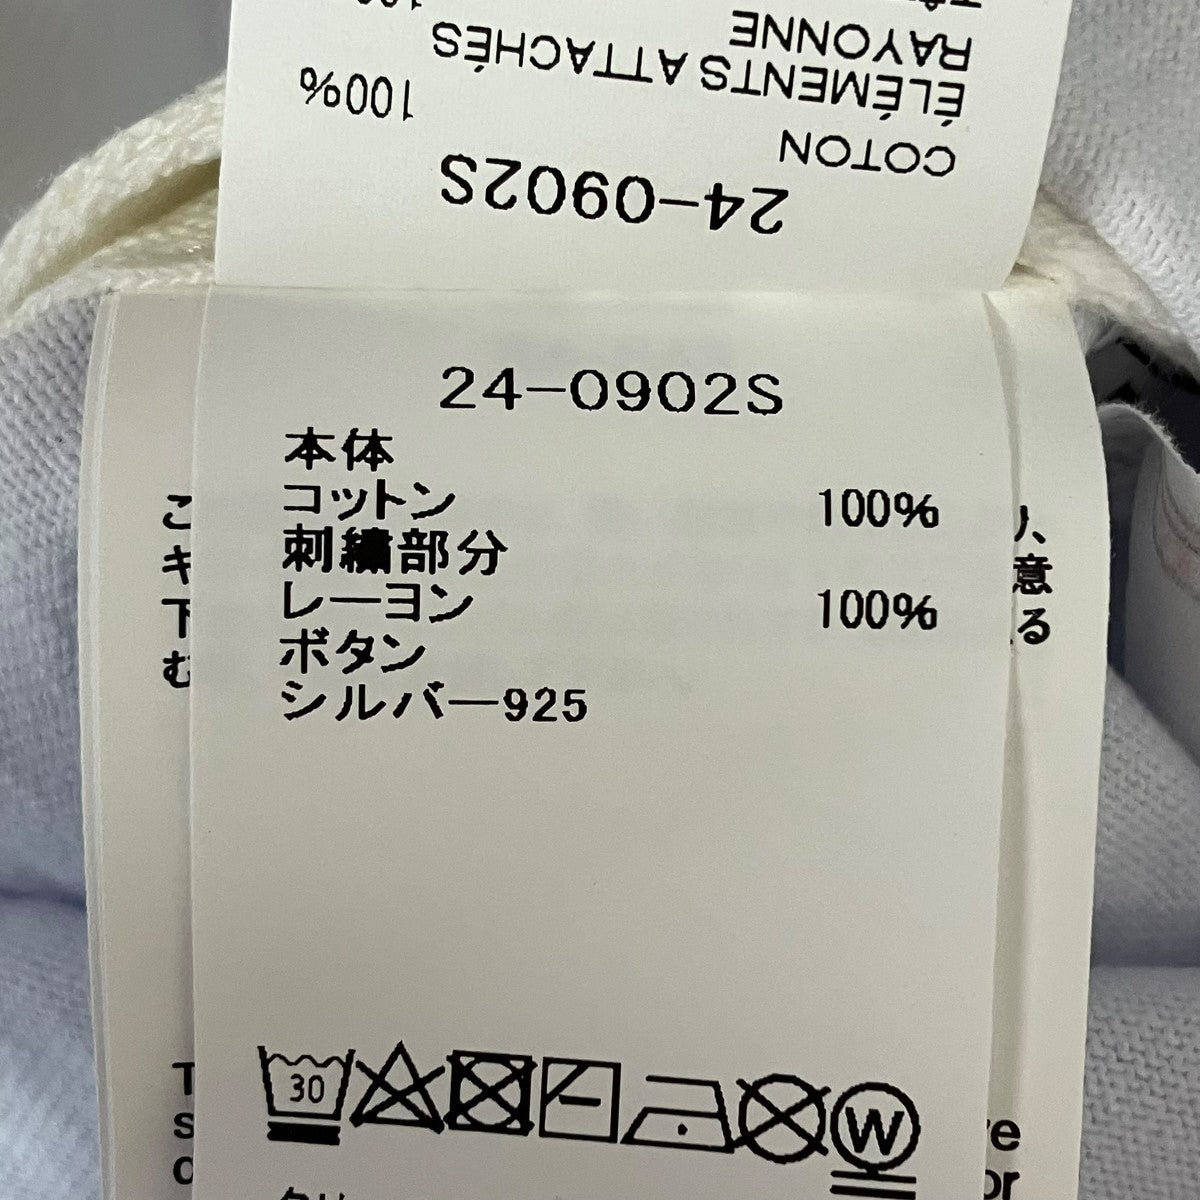 24-0902S
COTON 100%
ÉLÉMENTS ATTACHÉS
RAYONNE
24-0902S
本体
コットン 100%
刺繍部分
レーヨン 100%
ボタン
シルバー925
30
W